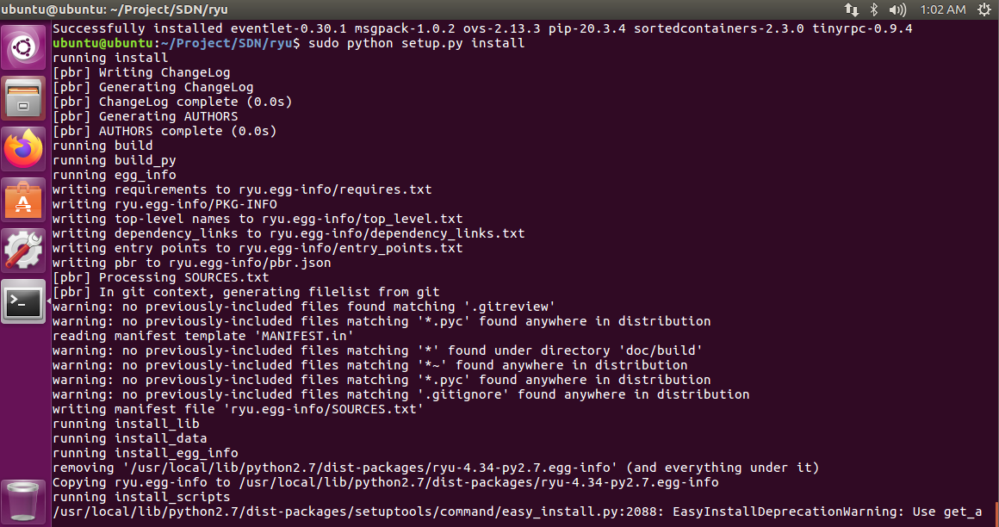 ubuntu@ubuntu: ~/Project/SDN/ryu
1:02 AM
Successfully installed eventlet-0.30.1 msgpack-1.0.2 ovs-2.13.3 pip-20.3.4 sortedcontainers-2.3.0 tinyrpc-0.9.4
ubuntu@ubuntu:~/Project/SDN/ryu$ sudo python setup.py install
running install
[pbr] Writing ChangeLog
[pbr] Generating ChangeLog
[pbr] ChangeLog complete (0.0s)
[pbr] Generating AUTHORS
[pbr] AUTHORS complete (0.0s)
running build
running build_py
running egg_info
writing requirements to ryu.egg-info/requires.txt
writing ryu.egg-info/PKG-INFO
writing top-level names to ryu.egg-info/top_level.txt
writing dependency_links to ryu.egg-info/dependency_links.txt
writing entry points to ryu.egg-info/entry_points.txt
writing pbr to ryu.egg-info/pbr.json
[pbr] Processing SOURCES.txt
[pbr] In git context, generating filelist from git
warning: no previously-included files found matching '.gitreview'
warning: no previously-included files matching '*.pyc' found anywhere in distribution
reading manifest template 'MANIFEST.in'
warning: no previously-included files matching '*' found under directory 'doc/build'
warning: no previously-included files matching '*~' found anywhere in distribution
warning: no previously-included files matching '*.pyc' found anywhere in distribution
warning: no previously-included files matching '.gitignore' found anywhere in distribution
writing manifest file 'ryu.egg-info/SOURCES.txt'
running install_lib
running install_data
running install_egg_info
removing '/usr/local/lib/python2.7/dist-packages/ryu-4.34-py2.7.egg-info' (and everything under it)
Copying ryu.egg-info to /usr/local/lib/python2.7/dist-packages/ryu-4.34-py2.7.egg-info
running install_scripts
/usr/local/lib/python2.7/dist-packages/setuptools/command/easy_install.py:2088: EasyInstallDeprecationWarning: Use get_a